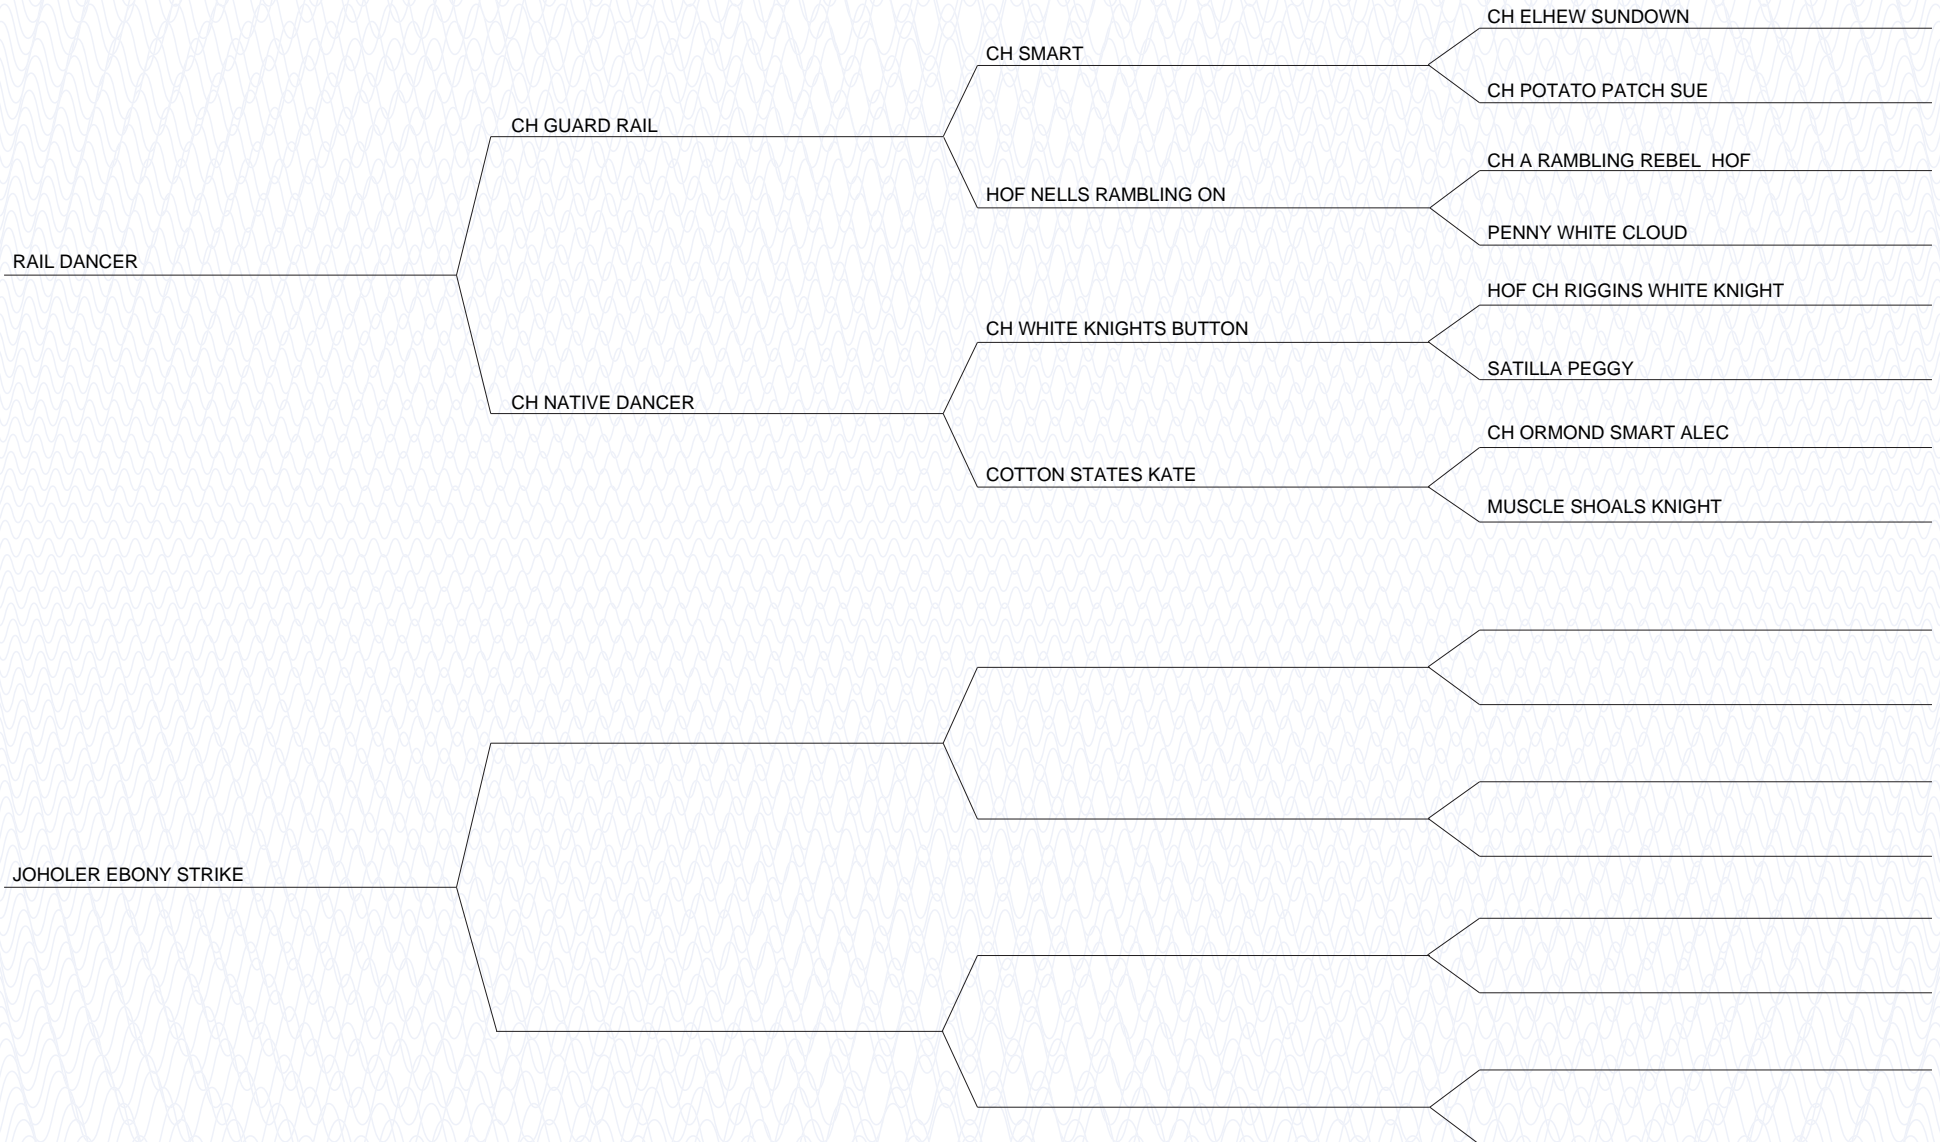 CH ELHEW SUNDOWN
CH SMART
CH POTATO PATCH SUE
CH GUARD RAIL
CH A RAMBLING REBEL  HOF
HOF NELLS RAMBLING ON
PENNY WHITE CLOUD
RAIL DANCER
HOF CH RIGGINS WHITE KNIGHT
CH WHITE KNIGHTS BUTTON
SATILLA PEGGY
CH NATIVE DANCER
CH ORMOND SMART ALEC
COTTON STATES KATE
MUSCLE SHOALS KNIGHT
JOHOLER EBONY STRIKE